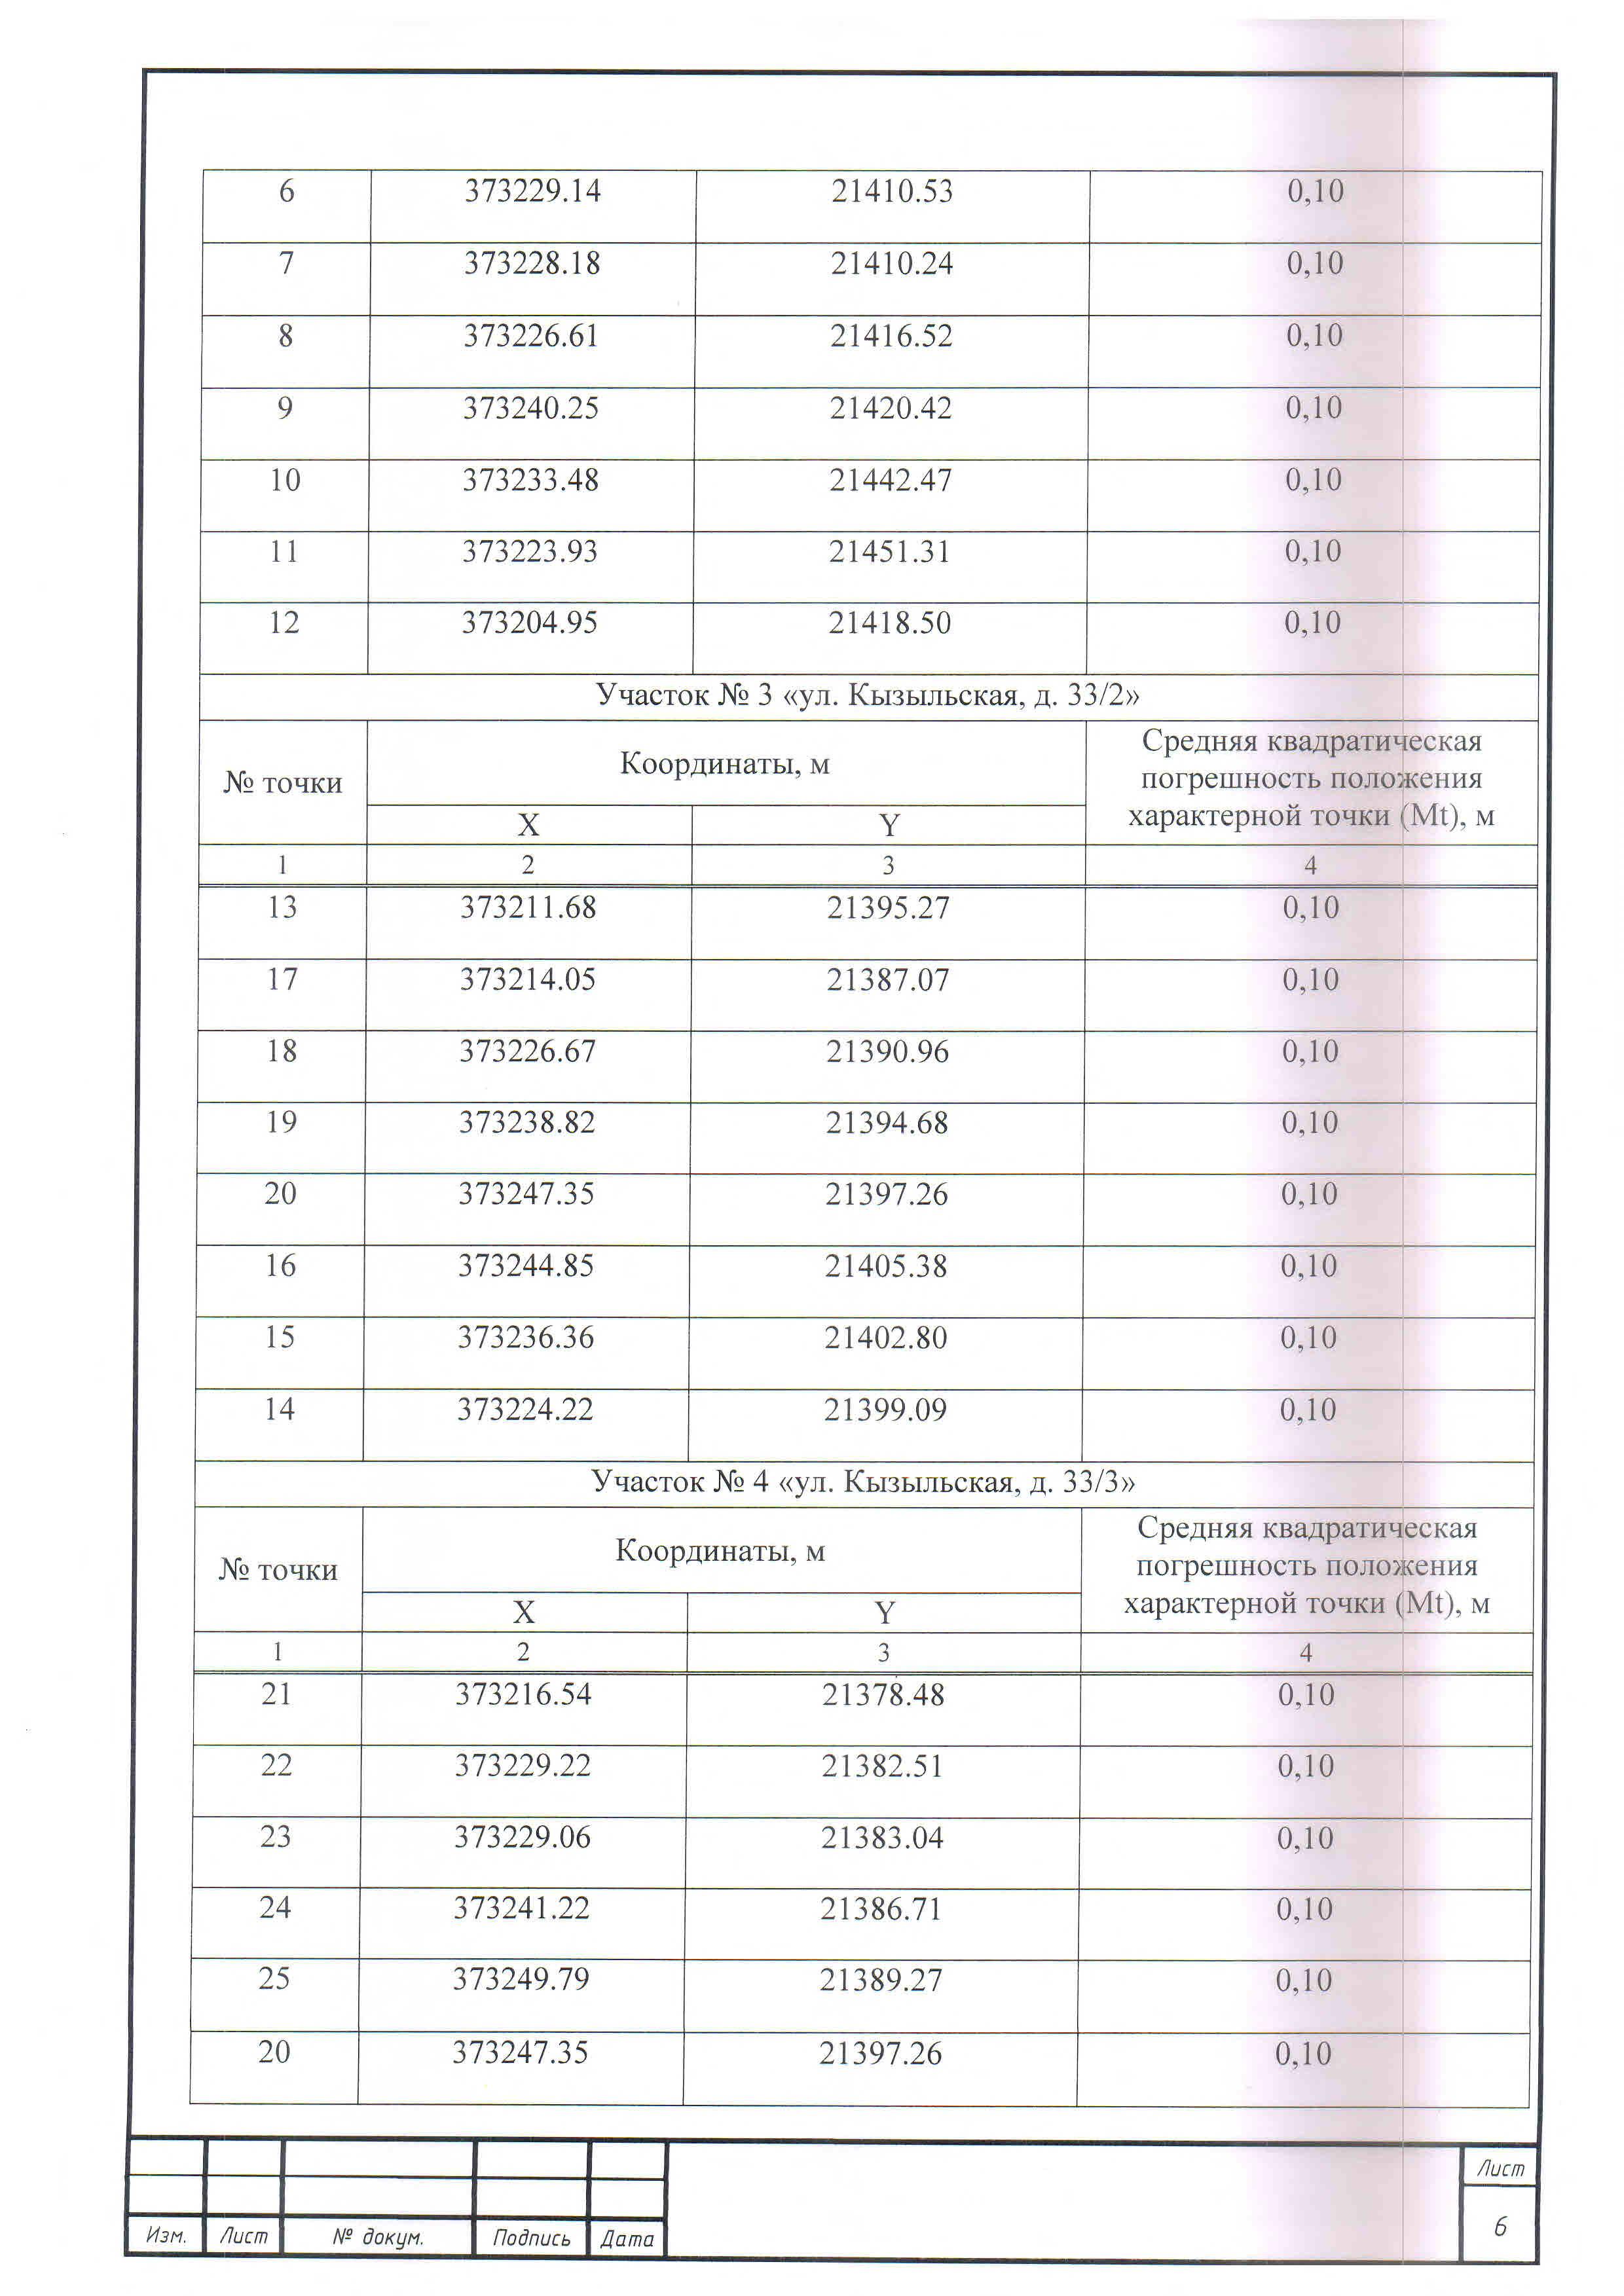 6 373229.14 21410.53 0,10
7 373228.18 21410.24 0,10
8 373226.61 21416.52 0,10
9 373240.25 21420.42 0,10
10 373233.48 21442.47 0,10
11 373223.93 21451.31 0,10
12 373204.95 21418.50 0,10
Участок № 3 «ул. Кызыльская, д. 33/2»
№ точки Координаты, м Средняя квадратическая
погрешность положения
характерной точки (Mt), м
X Y
1 2 3 4
13 373211.68 21395.27 0,10
17 373214.05 21387.07 0,10
18 373226.67 21390.96 0,10
19 373238.82 21394.68 0,10
20 373247.35 21397.26 0,10
16 373244.85 21405.38 0,10
15 373236.36 21402.80 0,10
14 373224.22 21399.09 0,10
Участок № 4 «ул. Кызыльская, д. 33/3»
№ точки Координаты, м Средняя квадратическая
погрешность положения
характерной точки (Mt), м
X Y
1 2 3 4
21 373216.54 21378.48 0,10
22 373229.22 21382.51 0,10
23 373229.06 21383.04 0,10
24 373241.22 21386.71 0,10
25 373249.79 21389.27 0,10
20 373247.35 21397.26 0,10
Лист
6
Изм. Лист № докум. Подпись Дата